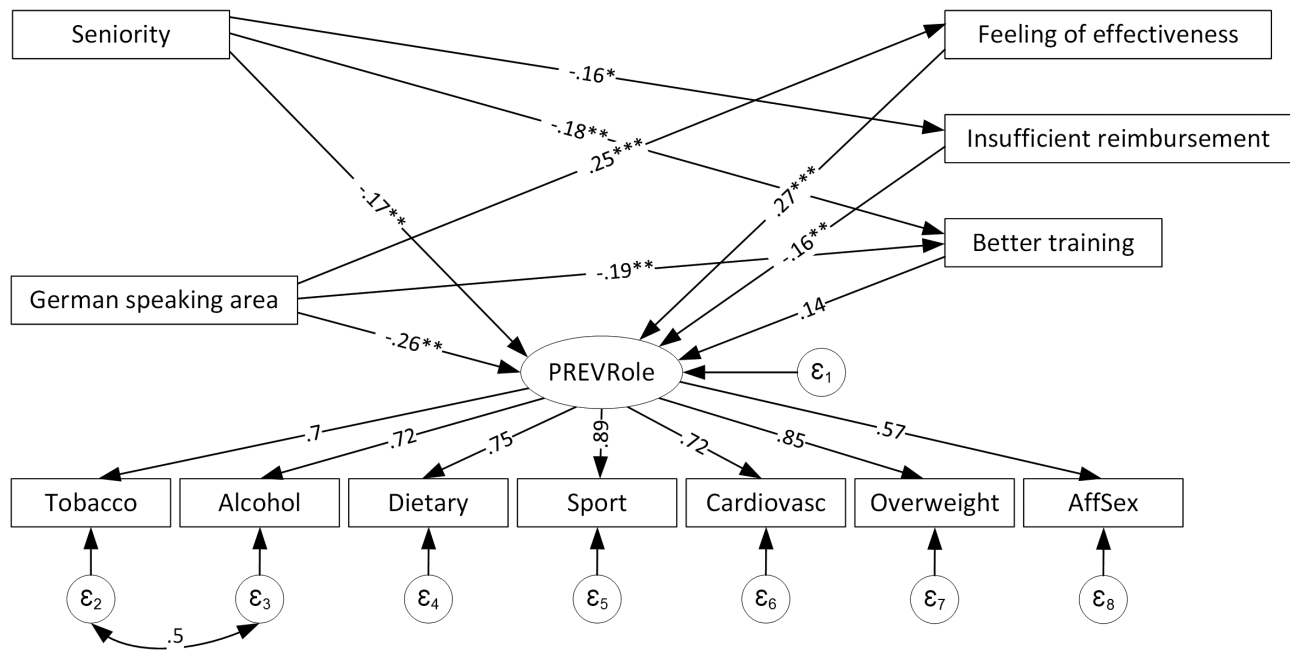 Seniority
Feeling of effectiveness
-.16*
Insufficient reimbursement
-.18**
.25***
-.17**
.27***
-.16**
Better training
-.19**
German speaking area
.14
-.26**
PREVRole
ε1
.7
.72
.75
.89
.72
.85
.57
Tobacco
Alcohol
Dietary
Sport
Cardiovasc
Overweight
AffSex
ε2
ε3
ε4
ε5
ε6
ε7
ε8
.5